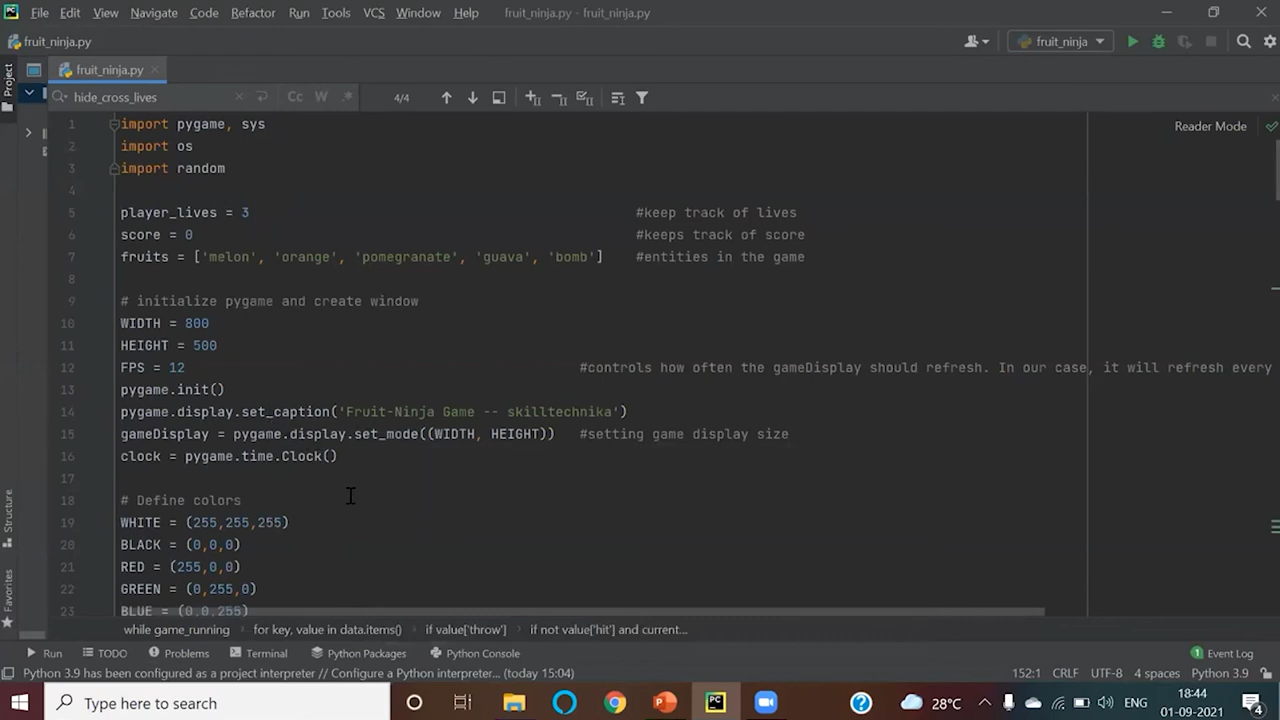 File Edit View Navigate Code Refactor Run Tools VCS Window Help fruit_ninja.py - fruit_ninja.py
fruit_ninja.py fruit_ninja
Project fruit_ninja.py
hide_cross_lives Cc W .* 4/4
Reader Mode
1 import pygame, sys
2 import os
3 import random
4
5 player_lives = 3 #keep track of lives
6 score = 0 #keeps track of score
7 fruits = ['melon', 'orange', 'pomegranate', 'guava', 'bomb'] #entities in the game
8
9 # initialize pygame and create window
10 WIDTH = 800
11 HEIGHT = 500
12 FPS = 12 #controls how often the gameDisplay should refresh. In our case, it will refresh every
13 pygame.init()
14 pygame.display.set_caption('Fruit-Ninja Game -- skilltechnika')
15 gameDisplay = pygame.display.set_mode((WIDTH, HEIGHT)) #setting game display size
16 clock = pygame.time.Clock()
17
18 # Define colors
19 WHITE = (255,255,255)
20 BLACK = (0,0,0)
21 RED = (255,0,0)
22 GREEN = (0,255,0)
23 BLUE = (0,0,255)
Structure
Favorites
while game_running for key, value in data.items() if value['throw'] if not value['hit'] and current...
Run TODO Problems Terminal Python Packages Python Console 1 Event Log
Python 3.9 has been configured as a project interpreter // Configure a Python interpreter... (today 15:04) 152:1 CRLF UTF-8 4 spaces Python 3.9
Type here to search 28°C ENG 18:44
01-09-2021 4